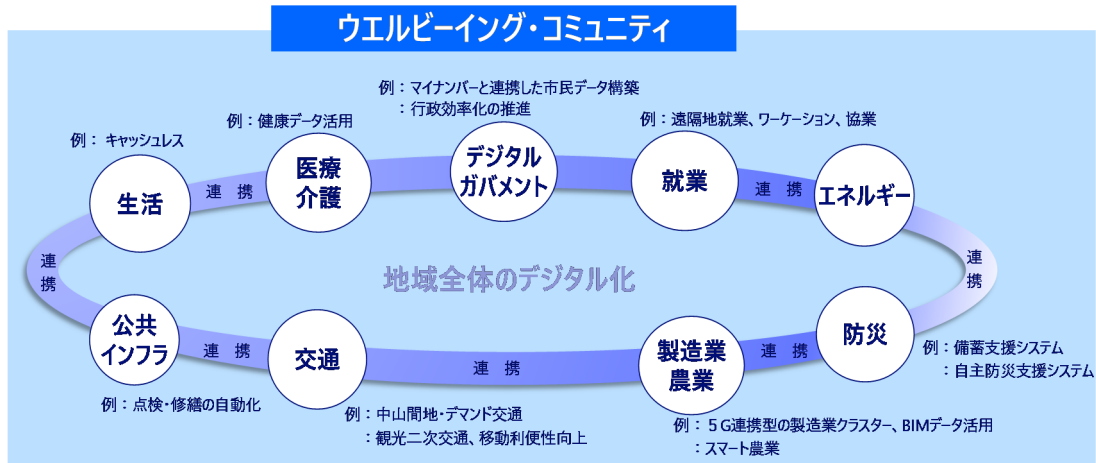 ウエルビーイング・コミュニティ
例：マイナンバーと連携した市民データ構築
：行政効率化の推進
例：健康データ活用
例：遠隔地就業、ワーケーション、協業
例： キャッシュレス
生活
連 携
医療
介護
デジタル
ガバメント
就業
連 携
エネルギー
連
携
地域全体のデジタル化
連
携
公共
インフラ
連 携
交通
連 携
製造業
農業
連 携
防災
例：備蓄支援システム
：自主防災支援システム
例：点検・修繕の自動化
例：中山間地・デマンド交通
：観光二次交通、移動利便性向上
例：５G連携型の製造業クラスター、BIMデータ活用
：スマート農業